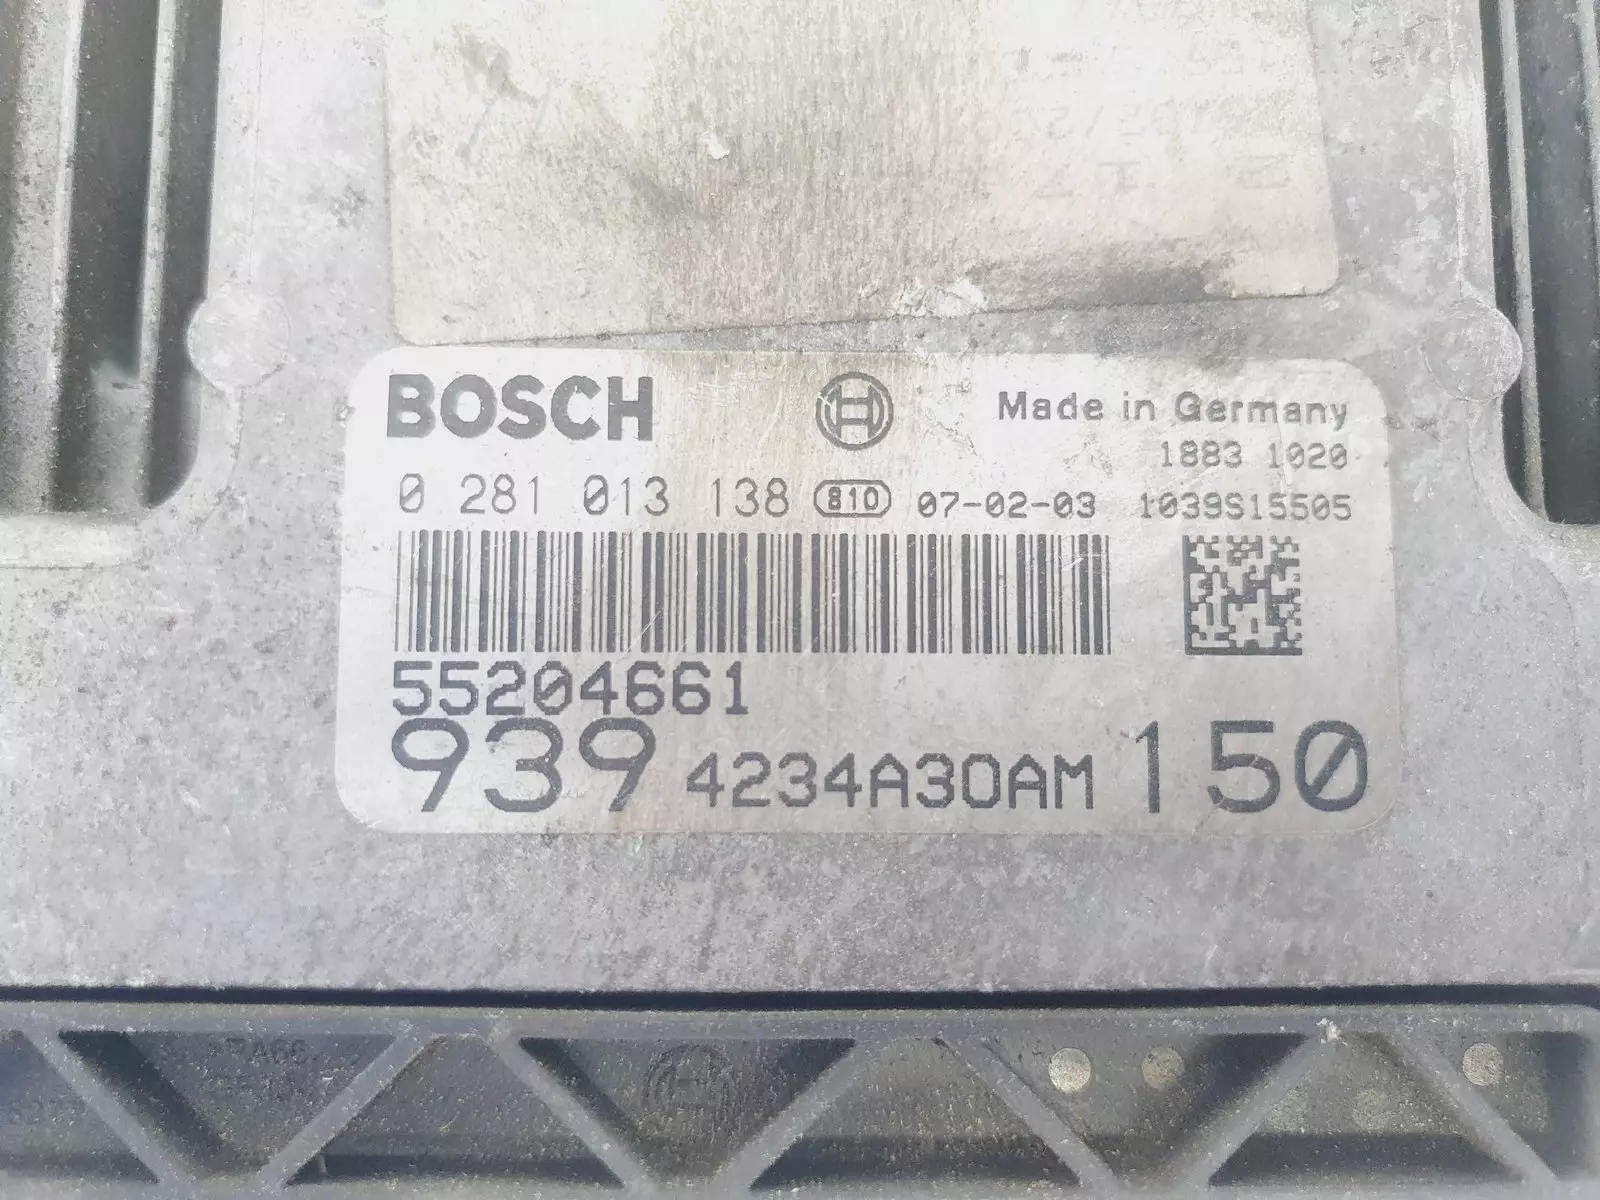 BOSCH Made in Germany
1883 1020
0 281 013 138 810 07-02-03 1039S15505
55204661
939 4234A30AM 150